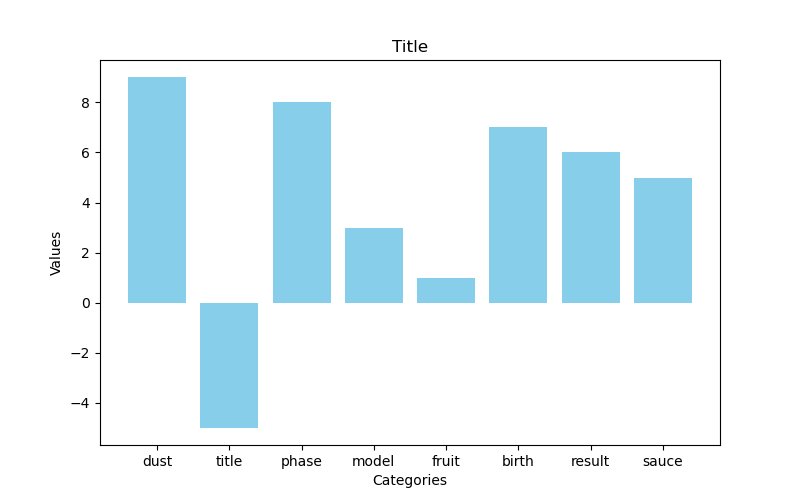 Title
Values
8
6
4
2
0
−2
−4
dust title phase model fruit birth result sauce
Categories